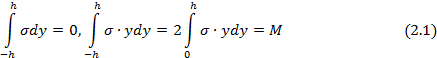 ∫_{-h}^{h} σdy = 0, ∫_{-h}^{h} σ · ydy = 2 ∫_{0}^{h} σ · ydy = M (2.1)